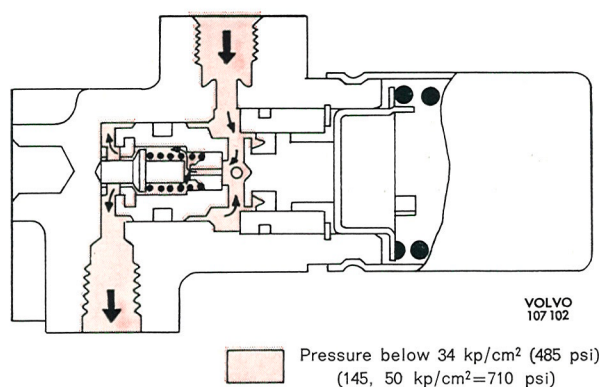 VOLVO
107 102
Pressure below 34 kp/cm² (485 psi)
(145, 50 kp/cm²=710 psi)